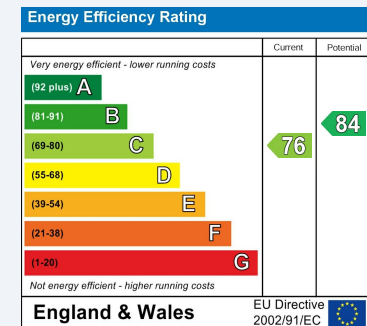 Energy Efficiency Rating
Current Potential
Very energy efficient - lower running costs
(92 plus) A
(81-91) B
84
(69-80) C
76
(55-68) D
(39-54) E
(21-38) F
(1-20) G
Not energy efficient - higher running costs
England & Wales
EU Directive
2002/91/EC